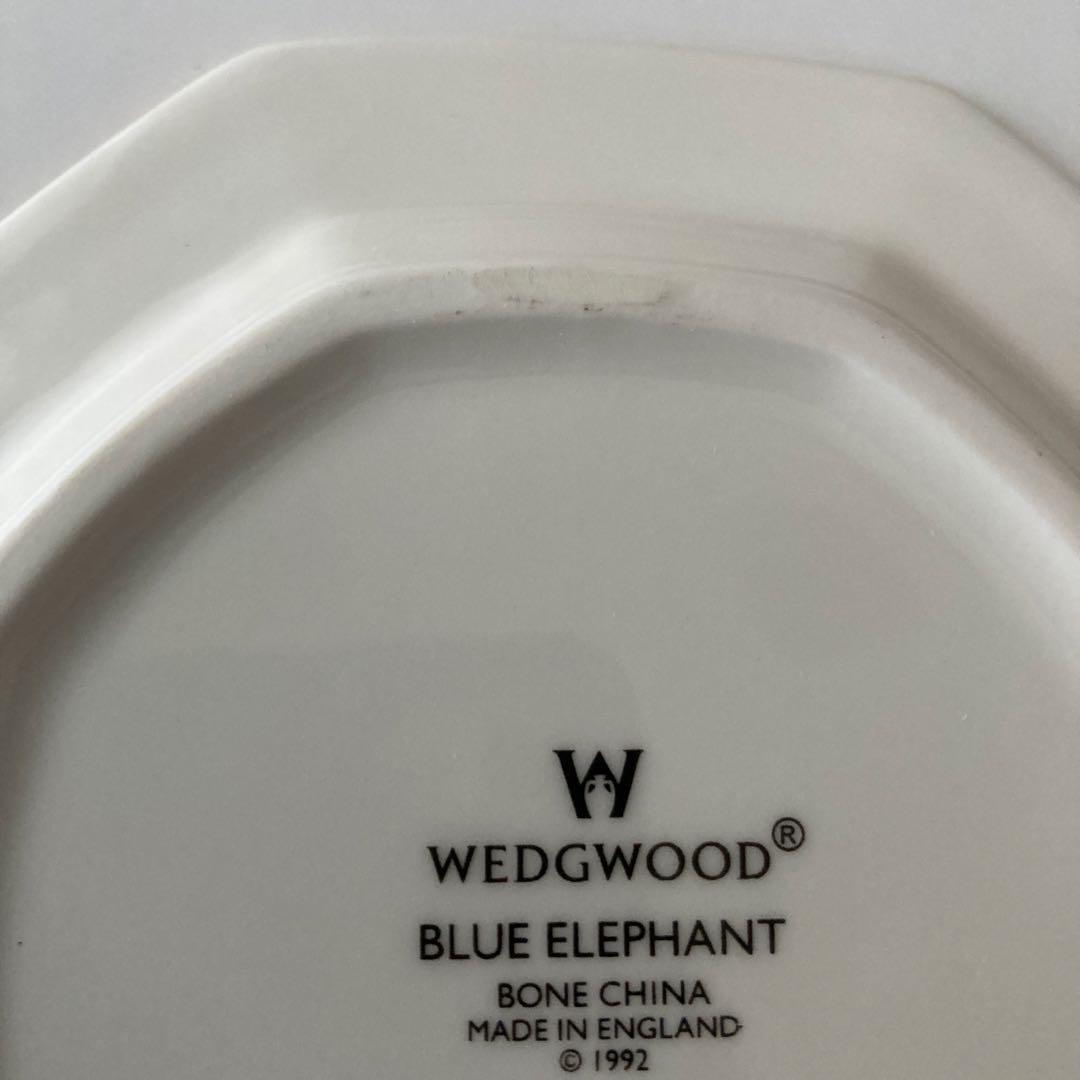 W
WEDGWOOD®
BLUE ELEPHANT
BONE CHINA
MADE IN ENGLAND
© 1992